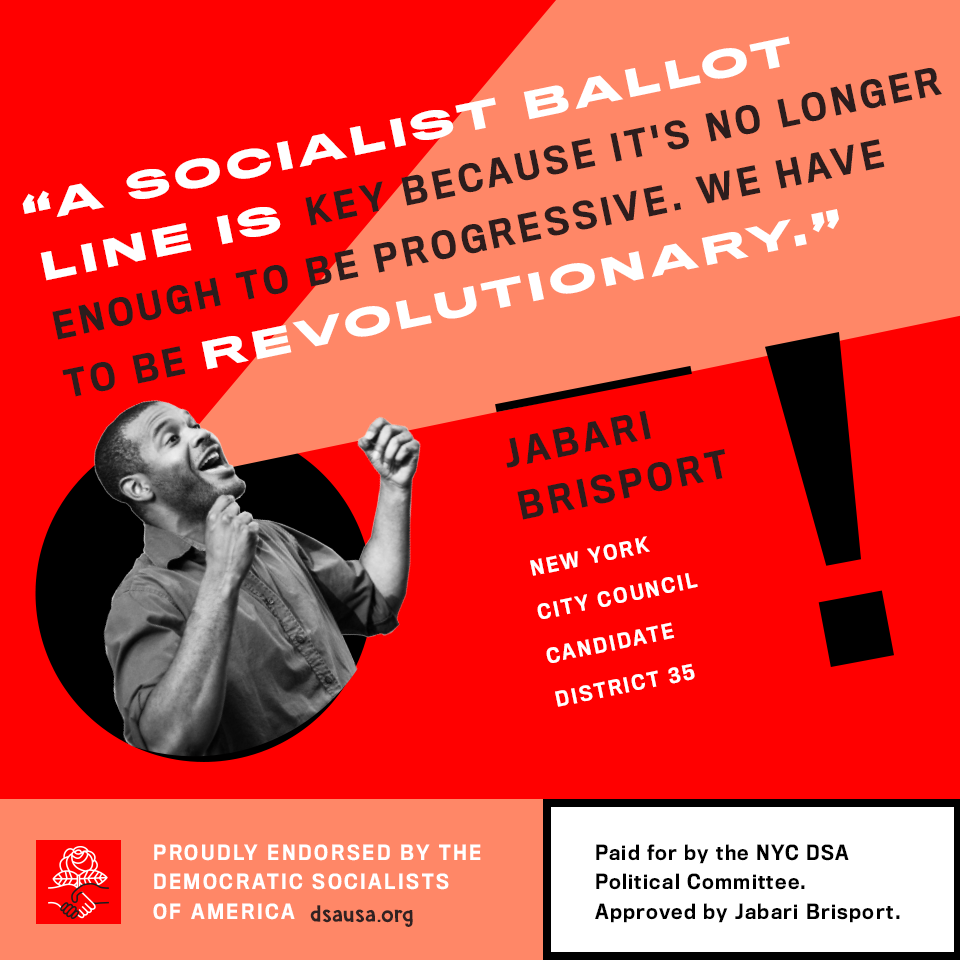 “A SOCIALIST BALLOT
LINE IS KEY BECAUSE IT'S NO LONGER
ENOUGH TO BE PROGRESSIVE. WE HAVE
TO BE REVOLUTIONARY.”
JABARI
BRISPORT
NEW YORK
CITY COUNCIL
CANDIDATE
DISTRICT 35
!
PROUDLY ENDORSED BY THE
DEMOCRATIC SOCIALISTS
OF AMERICA dsausa.org
Paid for by the NYC DSA
Political Committee.
Approved by Jabari Brisport.